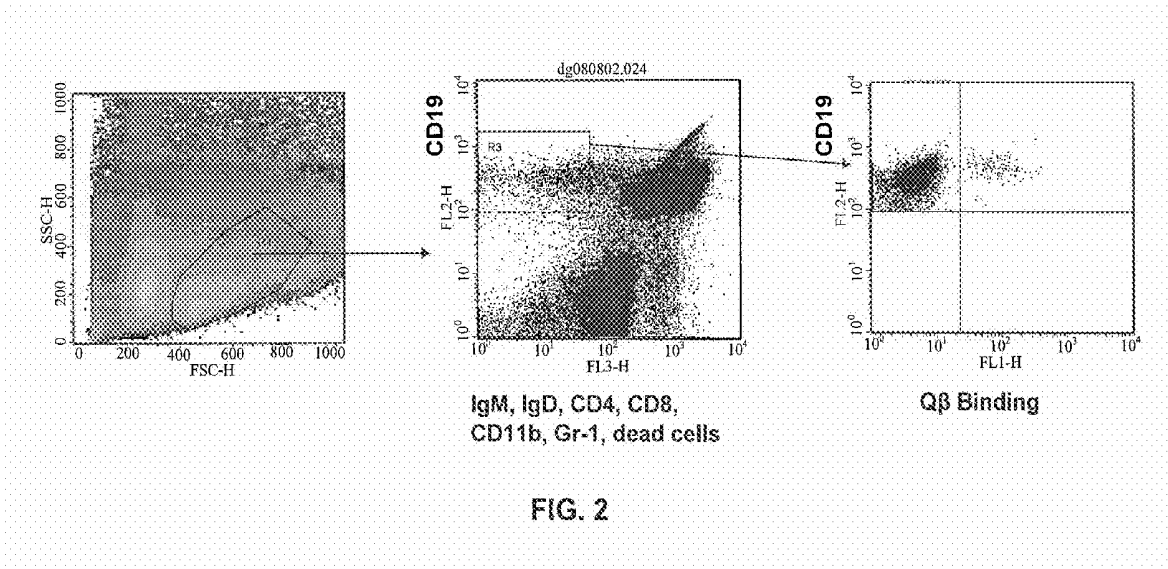 dg080802.024
CD19
CD19
1000
800
600
400
200
0
SSC-H
0 200 400 600 800 1000
FSC-H
R3
10⁴
10³
10²
10¹
10⁰
FL2-H
10⁰ 10¹ 10² 10³ 10⁴
FL3-H
IgM, IgD, CD4, CD8,
CD11b, Gr-1, dead cells
10⁴
10³
10²
10¹
10⁰
FL2-H
10⁰ 10¹ 10² 10³ 10⁴
FL1-H
Qβ Binding
FIG. 2